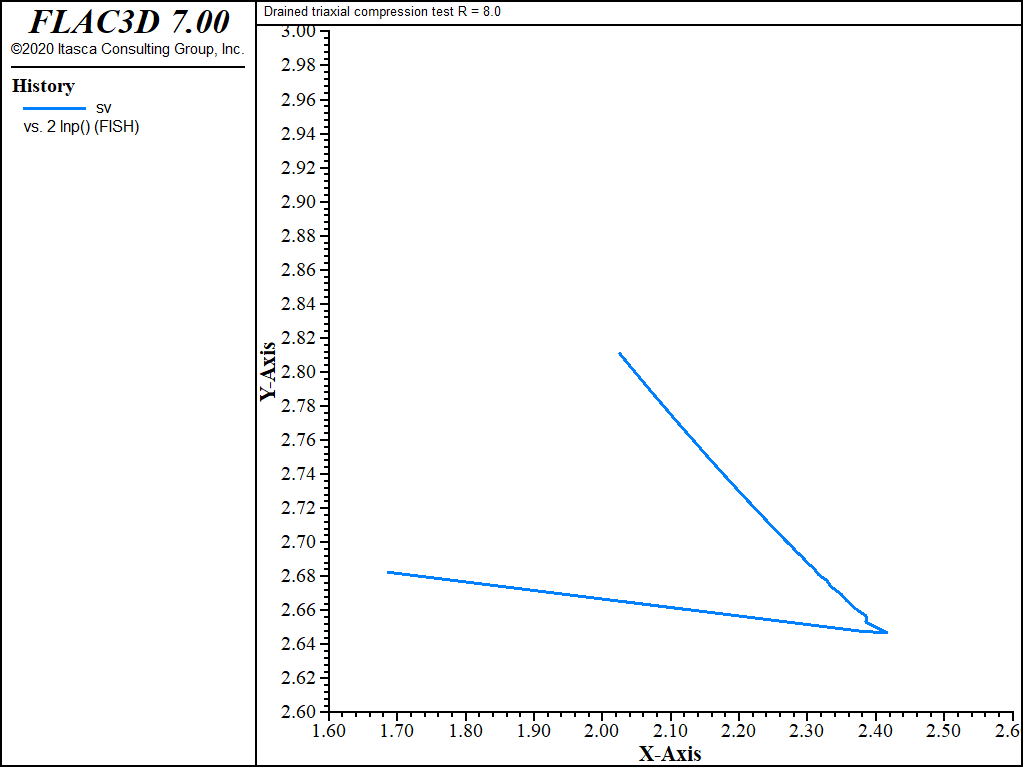 FLAC3D 7.00
©2020 Itasca Consulting Group, Inc.
History
sv
vs. 2 lnp() (FISH)
Drained triaxial compression test R = 8.0
3.00
2.98
2.96
2.94
2.92
2.90
2.88
2.86
2.84
2.82
2.80
2.78
2.76
2.74
2.72
2.70
2.68
2.66
2.64
2.62
2.60
Y-Axis
1.60 1.70 1.80 1.90 2.00 2.10 2.20 2.30 2.40 2.50 2.6
X-Axis